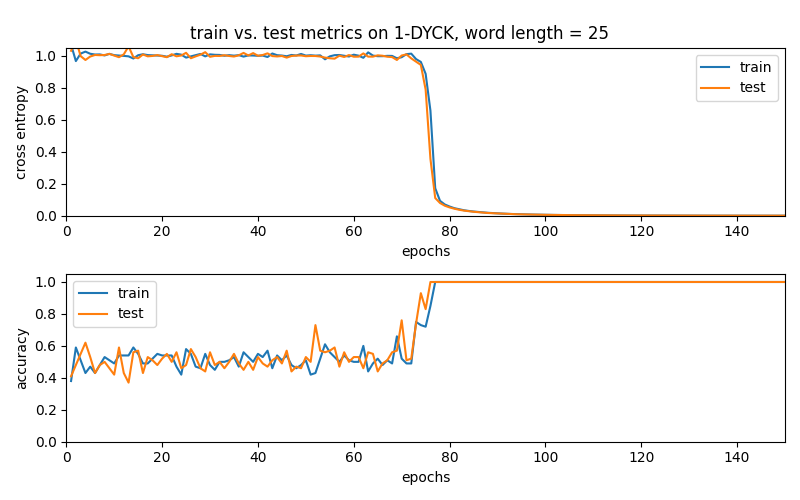 train vs. test metrics on 1-DYCK, word length = 25
1.0
0.8
0.6
0.4
0.2
0.0
cross entropy
train
test
0 20 40 60 80 100 120 140
epochs
1.0
0.8
0.6
0.4
0.2
0.0
accuracy
train
test
0 20 40 60 80 100 120 140
epochs